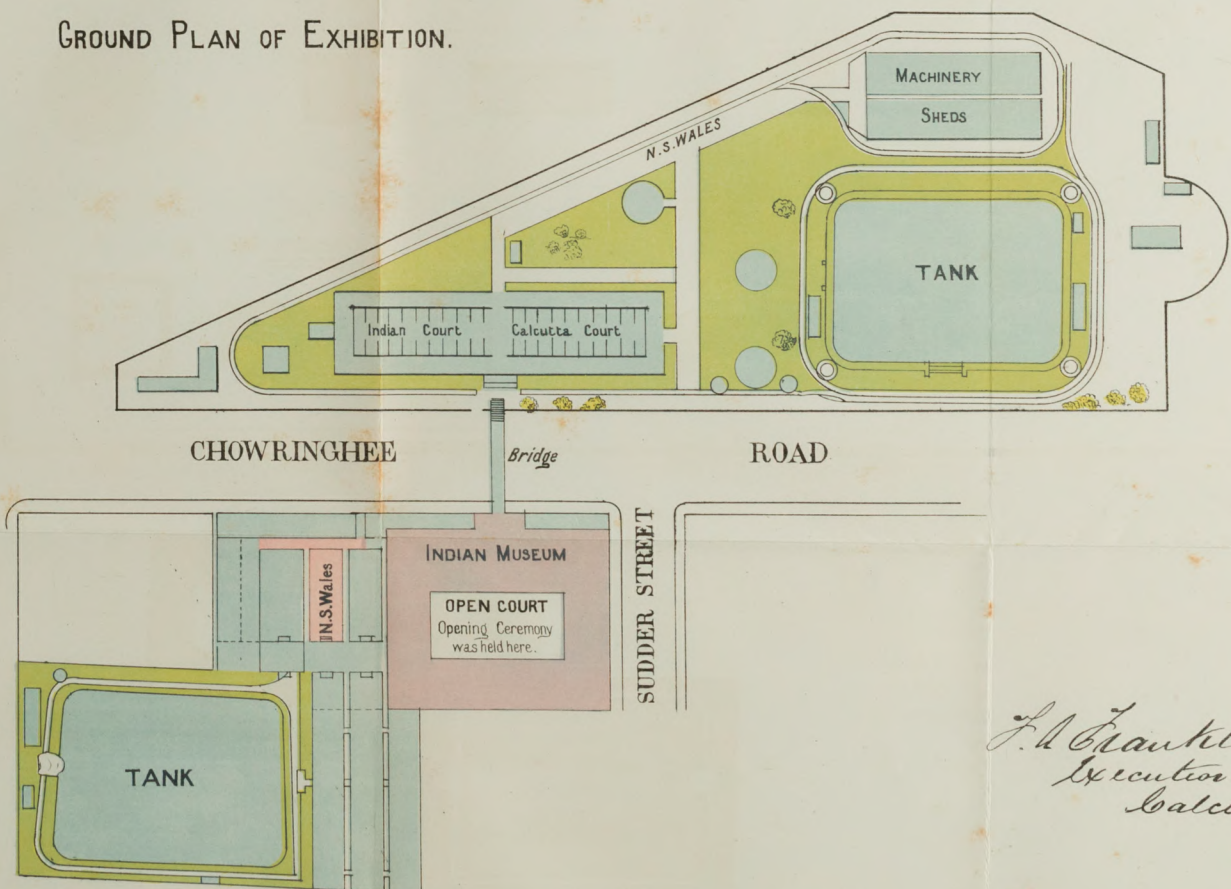 GROUND PLAN OF EXHIBITION.
MACHINERY
SHEDS
N.S.WALES
TANK
Indian Court
Calcutta Court
CHOWRINGHEE ROAD
Bridge
INDIAN MUSEUM
OPEN COURT
Opening Ceremony
was held here.
N.S.Wales
SUDDER STREET
TANK
F. A